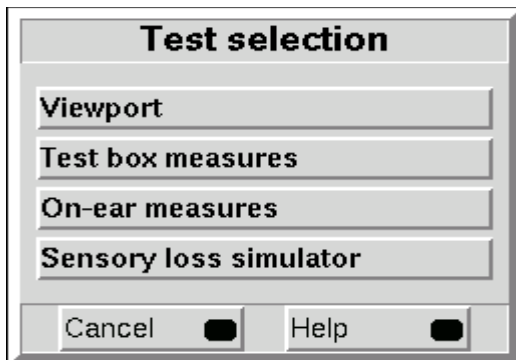 Test selection
Viewport
Test box measures
On-ear measures
Sensory loss simulator
Cancel Help